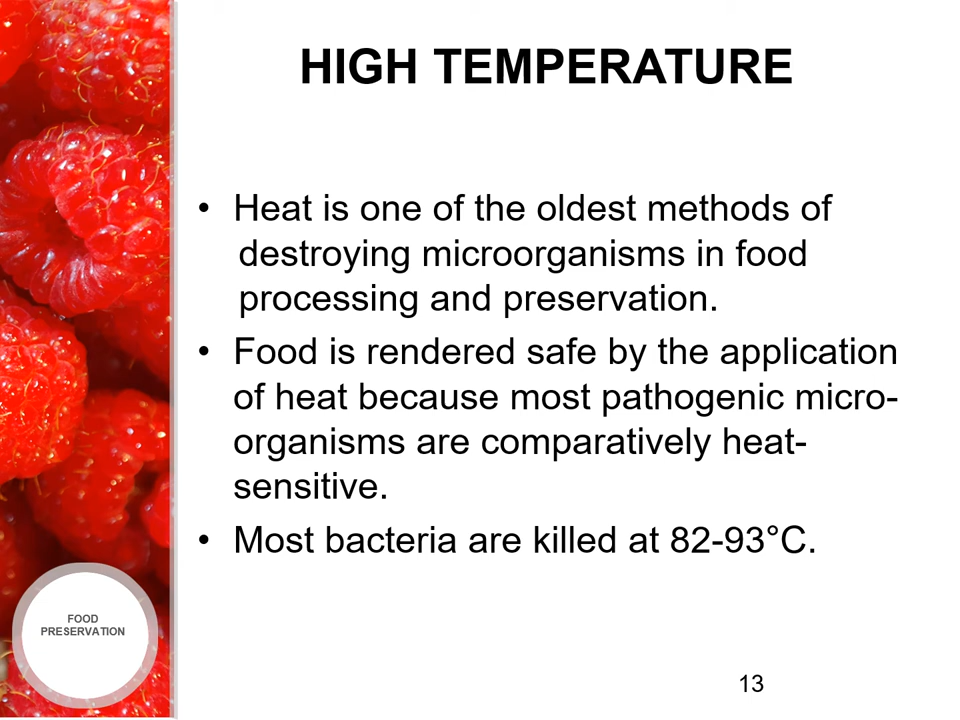 HIGH TEMPERATURE
• Heat is one of the oldest methods of
destroying microorganisms in food
processing and preservation.
• Food is rendered safe by the application
of heat because most pathogenic micro-
organisms are comparatively heat-
sensitive.
• Most bacteria are killed at 82-93°C.
FOOD
PRESERVATION
13